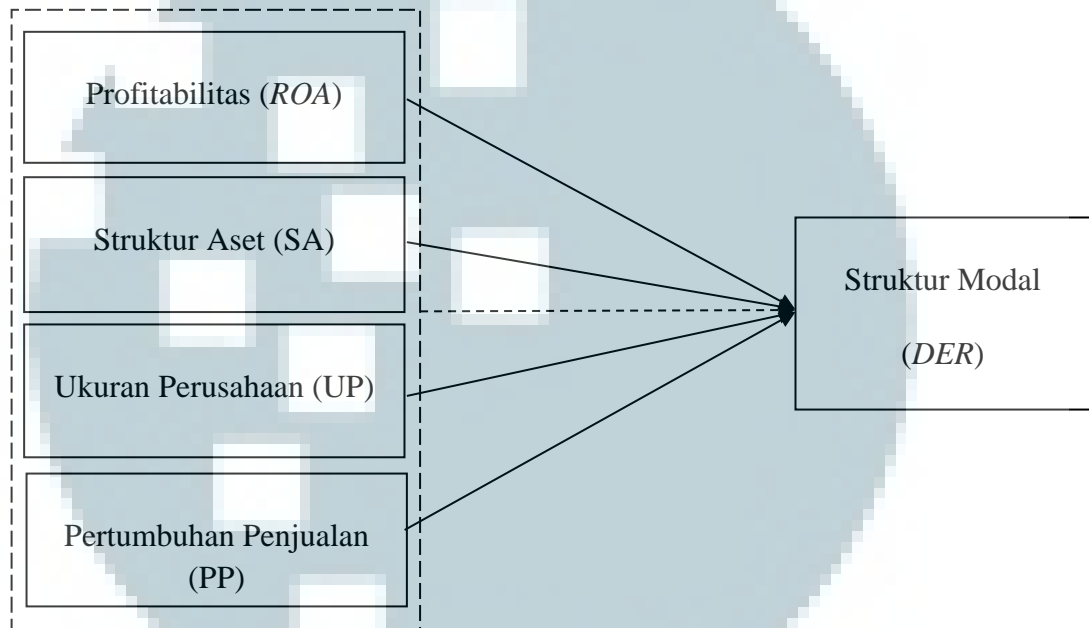 Profitabilitas (ROA)
Struktur Aset (SA)
Ukuran Perusahaan (UP)
Pertumbuhan Penjualan
(PP)
Struktur Modal
(DER)